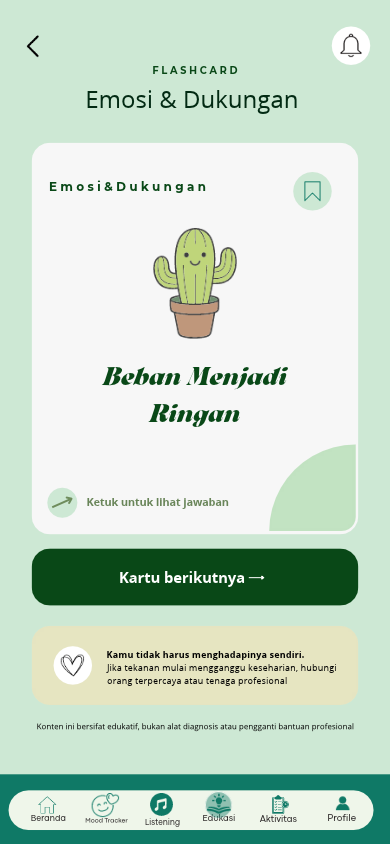 FLASHCARD
Emosi & Dukungan
Emosi&Dukungan
Beban Menjadi
Ringan
Ketuk untuk lihat jawaban
Kartu berikutnya →
Kamu tidak harus menghadapinya sendiri.
Jika tekanan mulai mengganggu keseharian, hubungi
orang terpercaya atau tenaga profesional
Konten ini bersifat edukatif, bukan alat diagnosis atau pengganti bantuan profesional
Beranda
Mood Tracker
Listening
Edukasi
Aktivitas
Profile